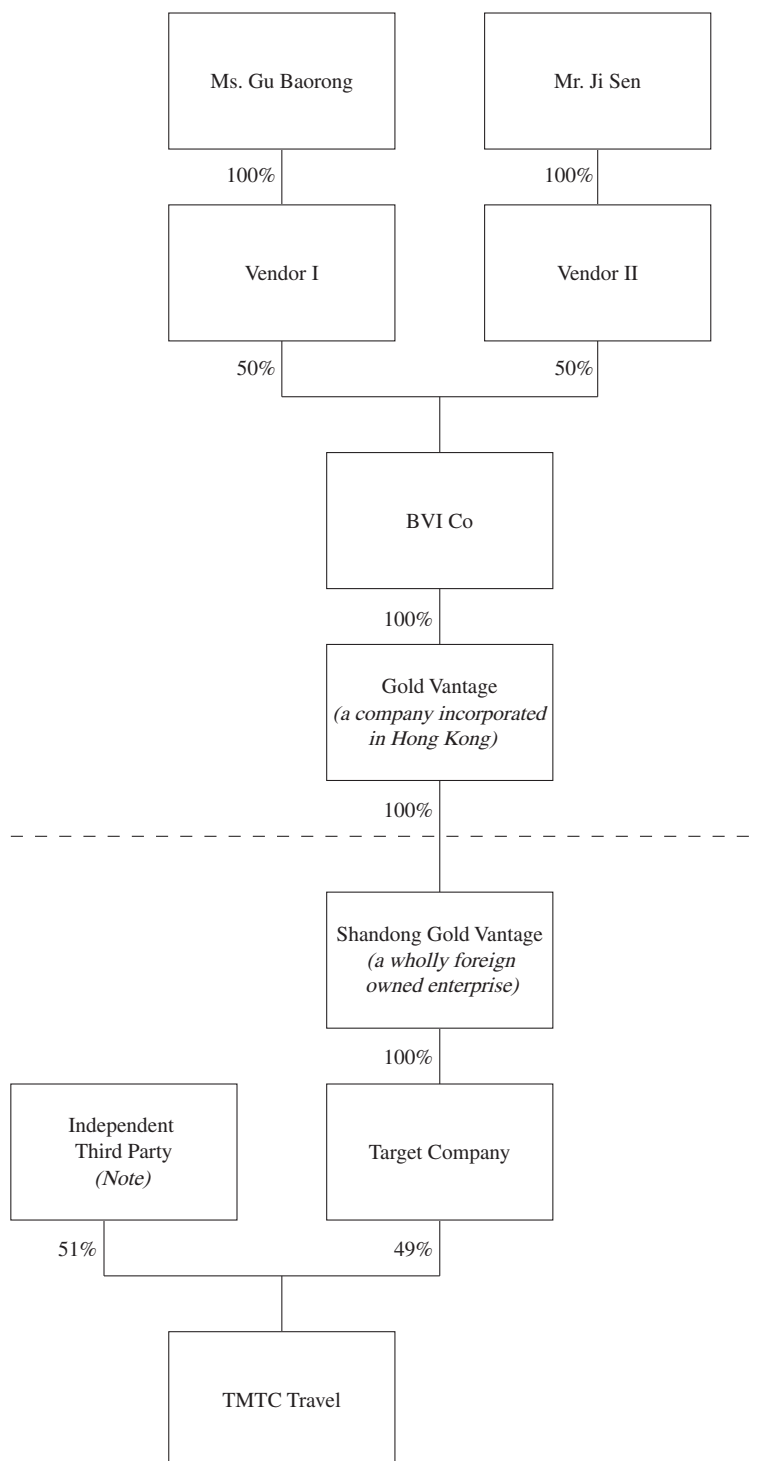 Ms. Gu Baorong
Mr. Ji Sen
100%
100%
Vendor I
Vendor II
50%
50%
BVI Co
100%
Gold Vantage
(a company incorporated
in Hong Kong)
100%
Shandong Gold Vantage
(a wholly foreign
owned enterprise)
100%
Independent
Third Party
(Note)
Target Company
51%
49%
TMTC Travel